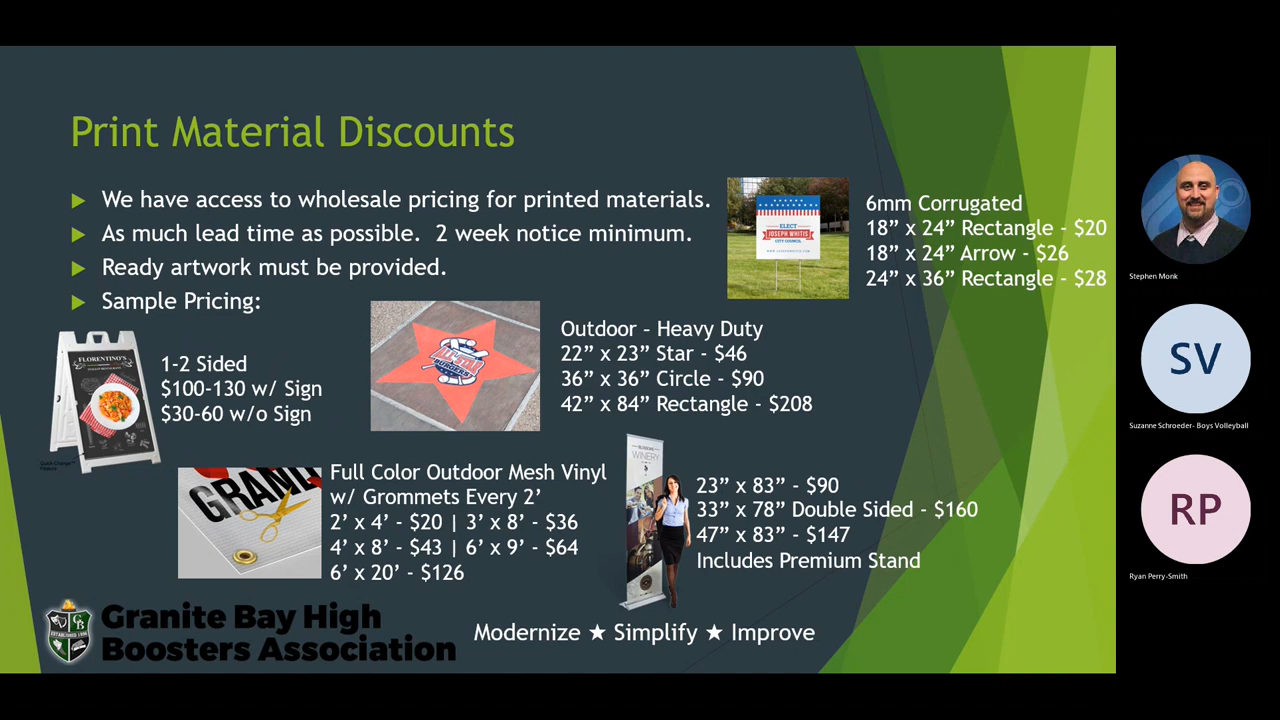 Print Material Discounts
We have access to wholesale pricing for printed materials.
As much lead time as possible. 2 week notice minimum.
Ready artwork must be provided.
Sample Pricing:
ELECT
JOSEPH WHITIS
CITY COUNCIL
6mm Corrugated
18” x 24” Rectangle - $20
18” x 24” Arrow - $26
24” x 36” Rectangle - $28
FLORENTINO'S
1-2 Sided
$100-130 w/ Sign
$30-60 w/o Sign
ALL-STAR
Outdoor - Heavy Duty
22” x 23” Star - $46
36” x 36” Circle - $90
42” x 84” Rectangle - $208
GRAN
Full Color Outdoor Mesh Vinyl
w/ Grommets Every 2’
2’ x 4’ - $20 | 3’ x 8’ - $36
4’ x 8’ - $43 | 6’ x 9’ - $64
6’ x 20’ - $126
WINERY
23” x 83” - $90
33” x 78” Double Sided - $160
47” x 83” - $147
Includes Premium Stand
GB
Granite Bay High
Boosters Association
Modernize ★ Simplify ★ Improve
Stephen Monk
SV
Suzanne Schroeder- Boys Volleyball
RP
Ryan Perry-Smith